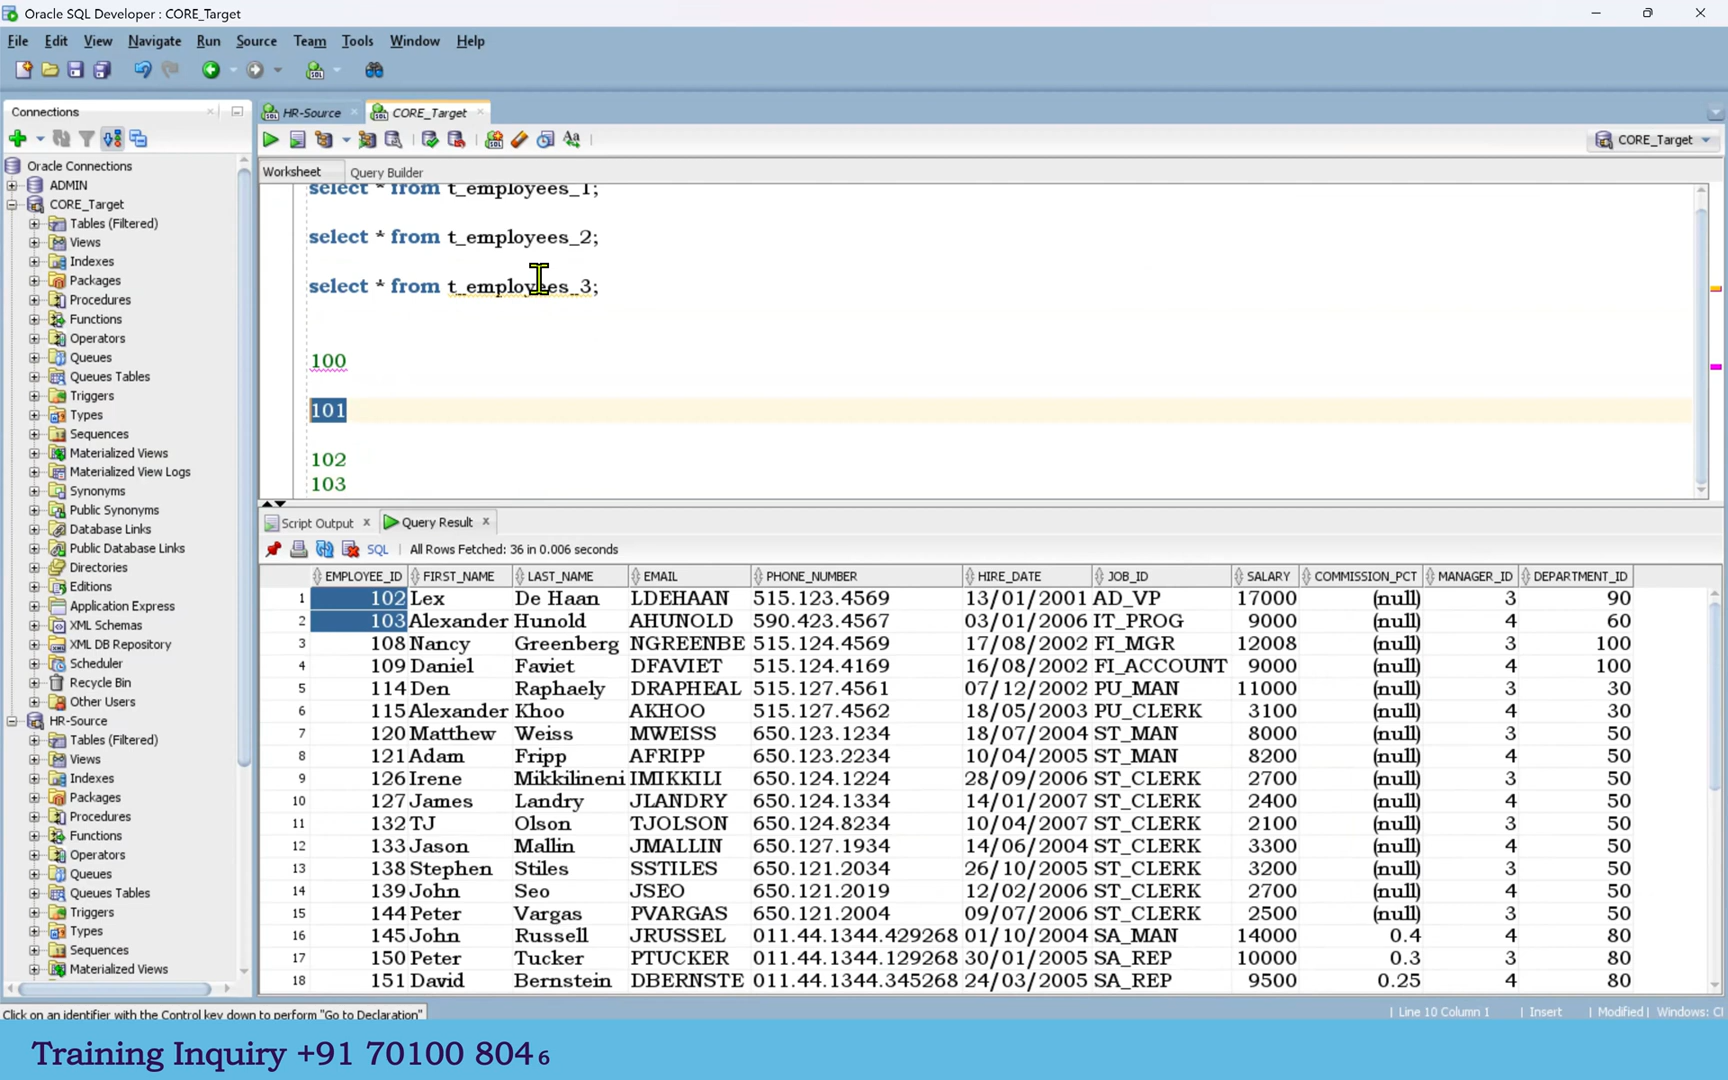 Oracle SQL Developer : CORE_Target
File Edit View Navigate Run Source Team Tools Window Help
Connections
HR-Source CORE_Target
CORE_Target
Worksheet Query Builder
Oracle Connections
ADMIN
CORE_Target
Tables (Filtered)
Views
Indexes
Packages
Procedures
Functions
Operators
Queues
Queues Tables
Triggers
Types
Sequences
Materialized Views
Materialized View Logs
Synonyms
Public Synonyms
Database Links
Public Database Links
Directories
Editions
Application Express
XML Schemas
XML DB Repository
Scheduler
Recycle Bin
Other Users
HR-Source
Tables (Filtered)
Views
Indexes
Packages
Procedures
Functions
Operators
Queues
Queues Tables
Triggers
Types
Sequences
Materialized Views
select * from t_employees_1;
select * from t_employees_2;
select * from t_employees_3;
100
101
102
103
Script Output Query Result
SQL All Rows Fetched: 36 in 0.006 seconds
EMPLOYEE_ID FIRST_NAME LAST_NAME EMAIL PHONE_NUMBER HIRE_DATE JOB_ID SALARY COMMISSION_PCT MANAGER_ID DEPARTMENT_ID
1 102 Lex De Haan LDEHAAN 515.123.4569 13/01/2001 AD_VP 17000 (null) 3 90
2 103 Alexander Hunold AHUNOLD 590.423.4567 03/01/2006 IT_PROG 9000 (null) 4 60
3 108 Nancy Greenberg NGREENBE 515.124.4569 17/08/2002 FI_MGR 12008 (null) 3 100
4 109 Daniel Faviet DFAVIET 515.124.4169 16/08/2002 FI_ACCOUNT 9000 (null) 4 100
5 114 Den Raphaely DRAPHEAL 515.127.4561 07/12/2002 PU_MAN 11000 (null) 3 30
6 115 Alexander Khoo AKHOO 515.127.4562 18/05/2003 PU_CLERK 3100 (null) 4 30
7 120 Matthew Weiss MWEISS 650.123.1234 18/07/2004 ST_MAN 8000 (null) 3 50
8 121 Adam Fripp AFRIPP 650.123.2234 10/04/2005 ST_MAN 8200 (null) 4 50
9 126 Irene Mikkilineni IMIKKILI 650.124.1224 28/09/2006 ST_CLERK 2700 (null) 3 50
10 127 James Landry JLANDRY 650.124.1334 14/01/2007 ST_CLERK 2400 (null) 4 50
11 132 TJ Olson TJOLSON 650.124.8234 10/04/2007 ST_CLERK 2100 (null) 3 50
12 133 Jason Mallin JMALLIN 650.127.1934 14/06/2004 ST_CLERK 3300 (null) 4 50
13 138 Stephen Stiles SSTILES 650.121.2034 26/10/2005 ST_CLERK 3200 (null) 3 50
14 139 John Seo JSEO 650.121.2019 12/02/2006 ST_CLERK 2700 (null) 4 50
15 144 Peter Vargas PVARGAS 650.121.2004 09/07/2006 ST_CLERK 2500 (null) 3 50
16 145 John Russell JRUSSEL 011.44.1344.429268 01/10/2004 SA_MAN 14000 0.4 4 80
17 150 Peter Tucker PTUCKER 011.44.1344.129268 30/01/2005 SA_REP 10000 0.3 3 80
18 151 David Bernstein DBERNSTE 011.44.1344.345268 24/03/2005 SA_REP 9500 0.25 4 80
Click on an identifier with the Control key down to perform "Go to Declaration"
Line 10 Column 1 Insert Modified Windows: Cl
Training Inquiry +91 70100 804 6